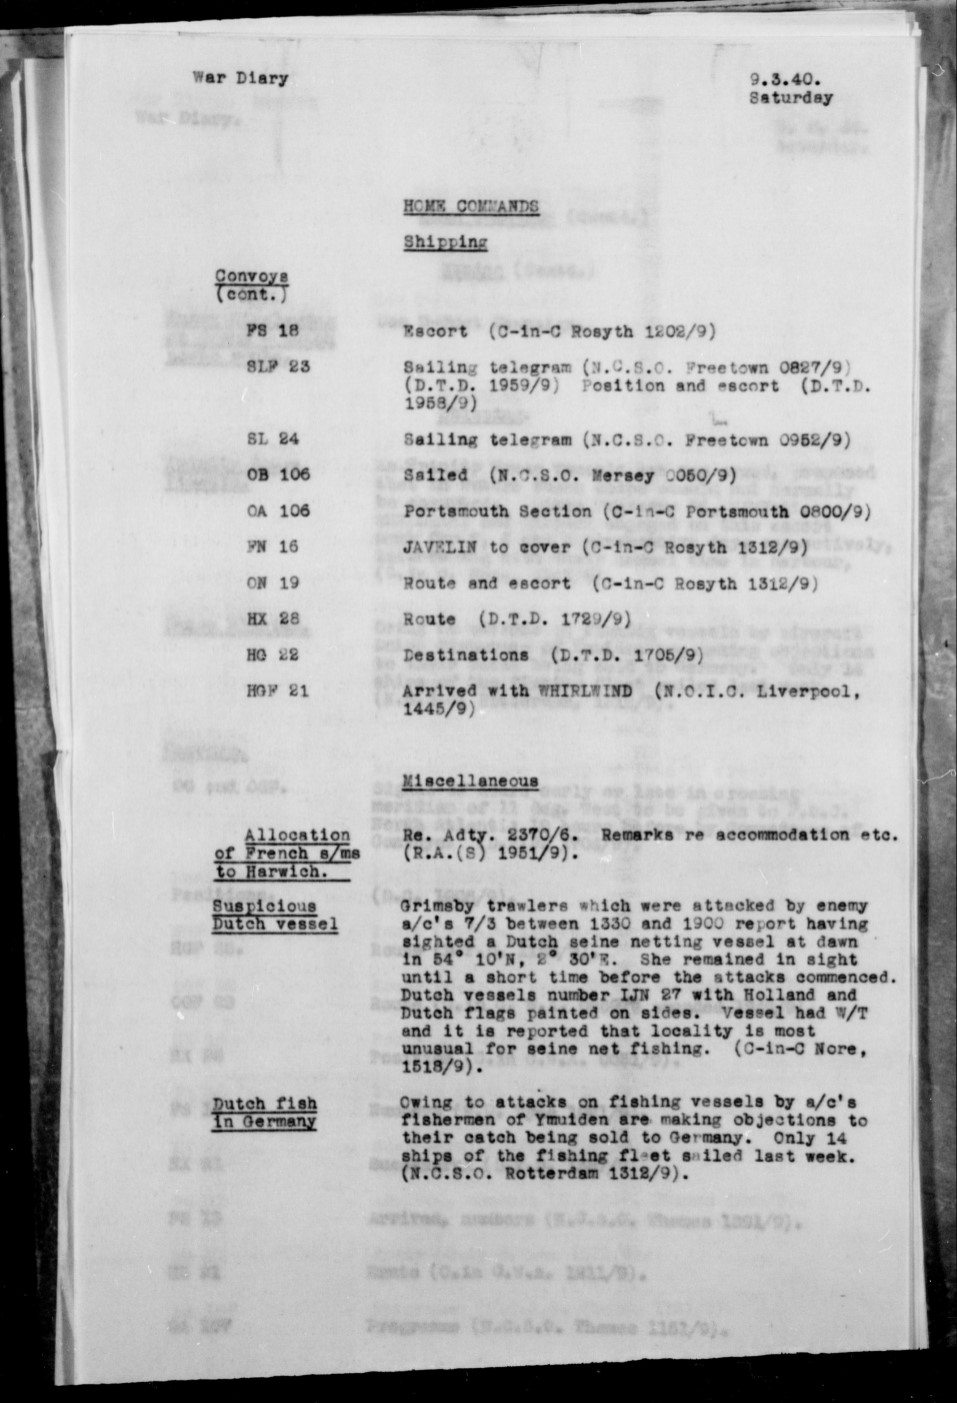 War Diary 9.3.40.
Saturday
HOME COMMANDS
Shipping
Convoys
(cont.)
FS 18 Escort (C-in-C Rosyth 1202/9)
SLF 23 Sailing telegram (N.C.S.O. Freetown 0827/9)
(D.T.D. 1959/9) Position and escort (D.T.D.
1958/9)
SL 24 Sailing telegram (N.C.S.O. Freetown 0952/9)
OB 106 Sailed (N.C.S.O. Mersey 0050/9)
OA 106 Portsmouth Section (C-in-C Portsmouth 0800/9)
FN 16 JAVELIN to cover (C-in-C Rosyth 1312/9)
ON 19 Route and escort (C-in-C Rosyth 1312/9)
HX 28 Route (D.T.D. 1729/9)
HG 22 Destinations (D.T.D. 1705/9)
HGF 21 Arrived with WHIRLWIND (N.O.I.C. Liverpool,
1445/9)
Miscellaneous
Allocation Re. Adty. 2370/6. Remarks re accommodation etc.
of French s/ms (R.A.(S) 1951/9).
to Harwich.
Suspicious Grimsby trawlers which were attacked by enemy
Dutch vessel a/c's 7/3 between 1330 and 1900 report having
sighted a Dutch seine netting vessel at dawn
in 54° 10'N, 2° 30'E. She remained in sight
until a short time before the attacks commenced.
Dutch vessels number IJN 27 with Holland and
Dutch flags painted on sides. Vessel had W/T
and it is reported that locality is most
unusual for seine net fishing. (C-in-C Nore,
1518/9).
Dutch fish Owing to attacks on fishing vessels by a/c's
in Germany fishermen of Ymuiden are making objections to
their catch being sold to Germany. Only 14
ships of the fishing fleet sailed last week.
(N.C.S.O. Rotterdam 1312/9).